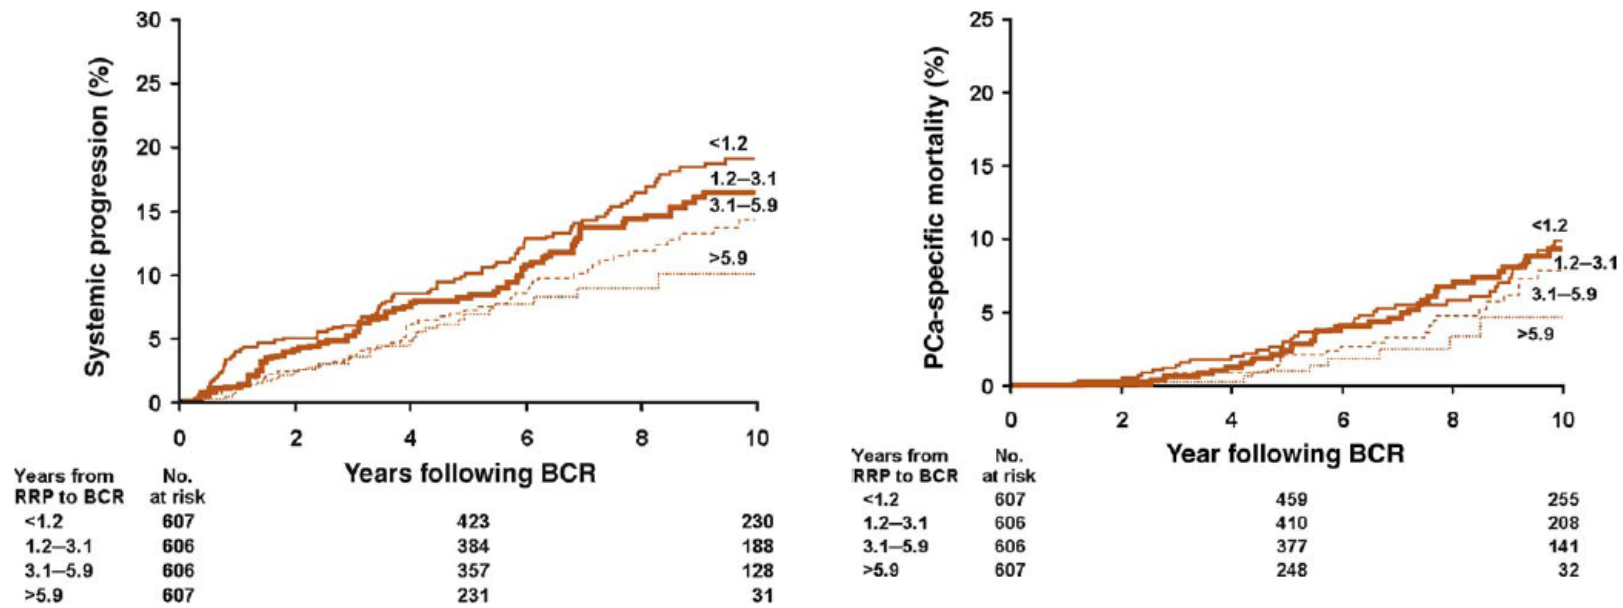 30
25
20
15
10
5
0
Systemic progression (%)
<1.2
1.2–3.1
3.1–5.9
>5.9
0 2 4 6 8 10
Years following BCR
Years from No.
RRP to BCR at risk
<1.2 607 423 230
1.2–3.1 606 384 188
3.1–5.9 606 357 128
>5.9 607 231 31
25
20
15
10
5
0
PCa-specific mortality (%)
<1.2
1.2–3.1
3.1–5.9
>5.9
0 2 4 6 8 10
Year following BCR
Years from No.
RRP to BCR at risk
<1.2 607 459 255
1.2–3.1 606 410 208
3.1–5.9 606 377 141
>5.9 607 248 32